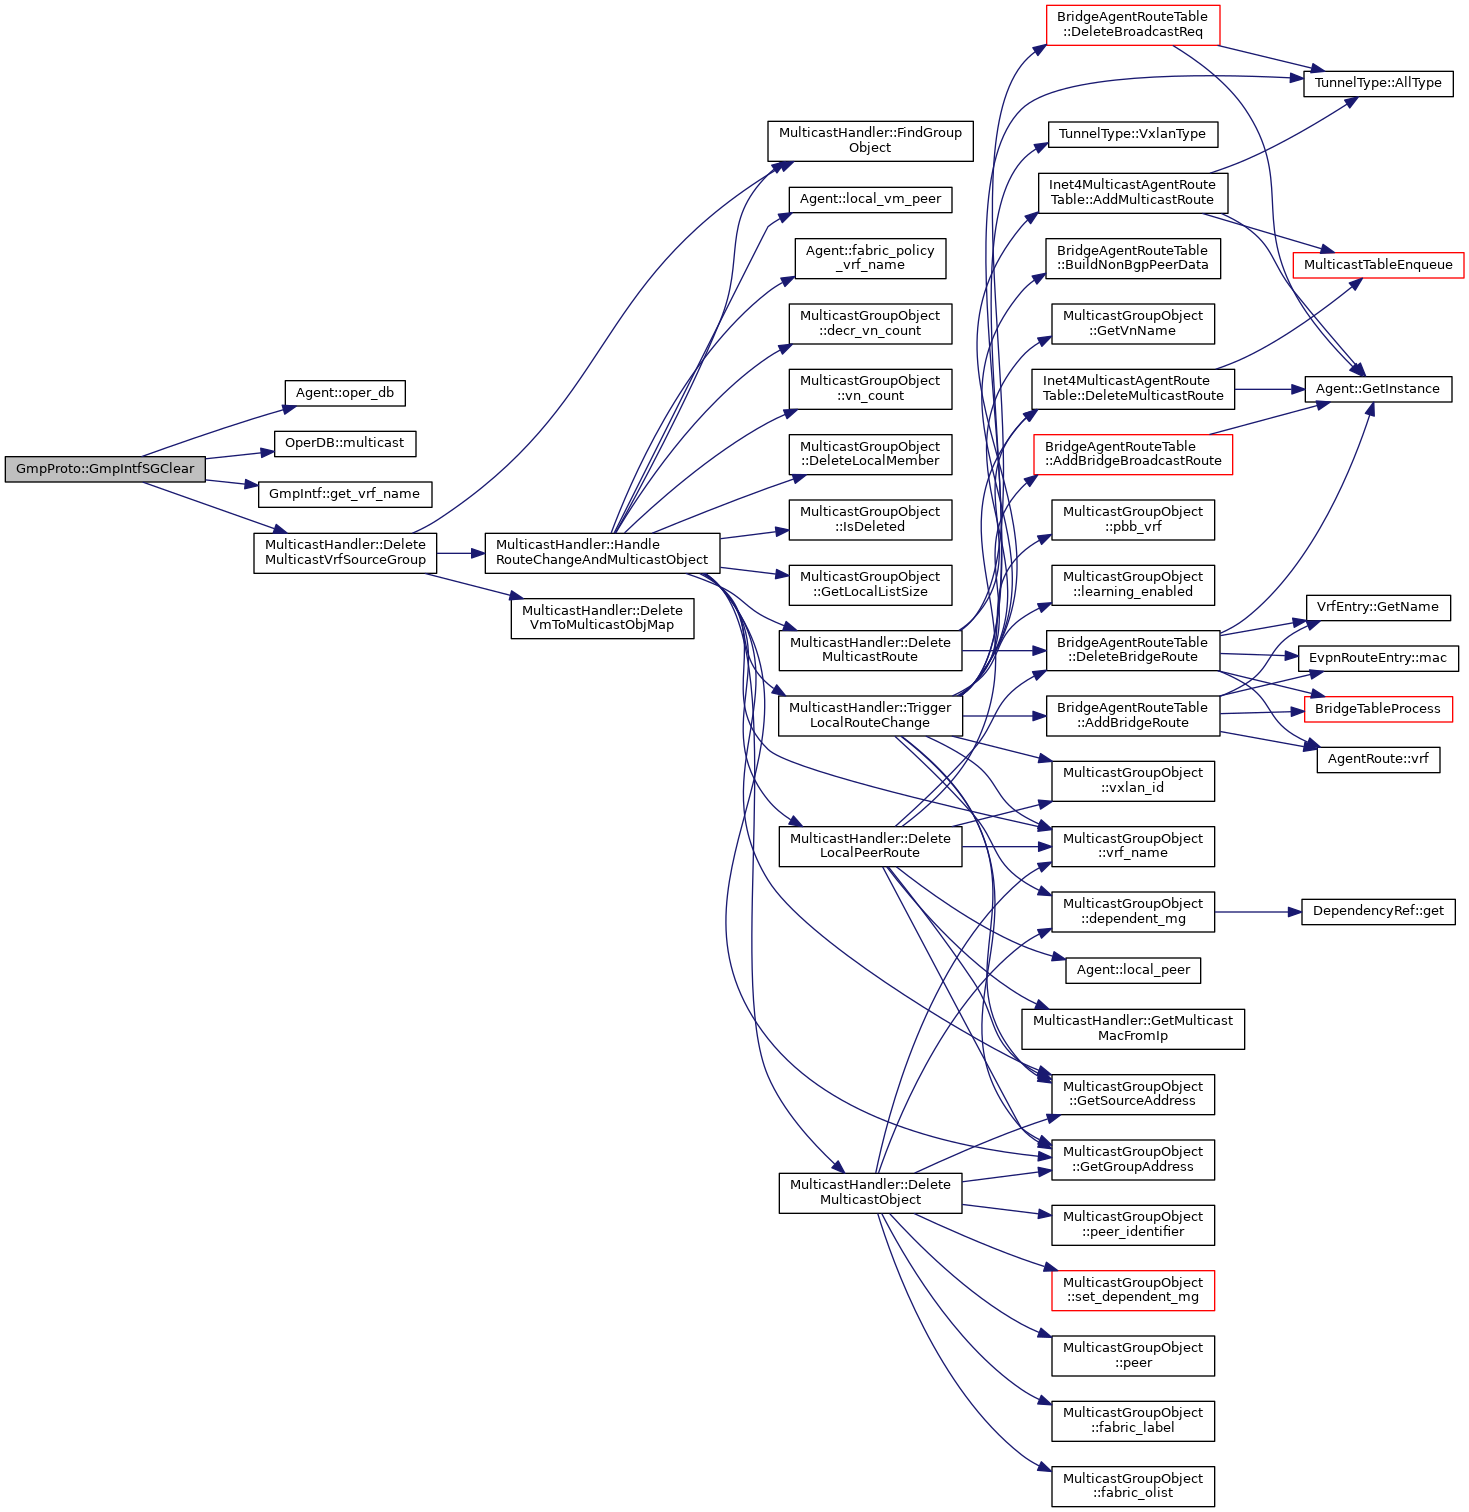 GmpProto::GmpIntfSGClear
Agent::oper_db
OperDB::multicast
GmpIntf::get_vrf_name
MulticastHandler::Delete
MulticastVrfSourceGroup
MulticastHandler::Handle
RouteChangeAndMulticastObject
MulticastHandler::Delete
VmToMulticastObjMap
MulticastHandler::FindGroup
Object
Agent::local_vm_peer
Agent::fabric_policy
_vrf_name
MulticastGroupObject
::decr_vn_count
MulticastGroupObject
::vn_count
MulticastGroupObject
::DeleteLocalMember
MulticastGroupObject
::IsDeleted
MulticastGroupObject
::GetLocalListSize
MulticastHandler::Delete
MulticastRoute
MulticastHandler::Trigger
LocalRouteChange
MulticastHandler::Delete
LocalPeerRoute
MulticastHandler::Delete
MulticastObject
BridgeAgentRouteTable
::DeleteBroadcastReq
TunnelType::VxlanType
Inet4MulticastAgentRoute
Table::AddMulticastRoute
BridgeAgentRouteTable
::BuildNonBgpPeerData
MulticastGroupObject
::GetVnName
Inet4MulticastAgentRoute
Table::DeleteMulticastRoute
BridgeAgentRouteTable
::AddBridgeBroadcastRoute
MulticastGroupObject
::pbb_vrf
MulticastGroupObject
::learning_enabled
BridgeAgentRouteTable
::DeleteBridgeRoute
BridgeAgentRouteTable
::AddBridgeRoute
MulticastGroupObject
::vxlan_id
MulticastGroupObject
::vrf_name
MulticastGroupObject
::dependent_mg
Agent::local_peer
MulticastHandler::GetMulticast
MacFromIp
MulticastGroupObject
::GetSourceAddress
MulticastGroupObject
::GetGroupAddress
MulticastGroupObject
::peer_identifier
MulticastGroupObject
::set_dependent_mg
MulticastGroupObject
::peer
MulticastGroupObject
::fabric_label
MulticastGroupObject
::fabric_olist
TunnelType::AllType
MulticastTableEnqueue
Agent::GetInstance
VrfEntry::GetName
EvpnRouteEntry::mac
BridgeTableProcess
AgentRoute::vrf
DependencyRef::get